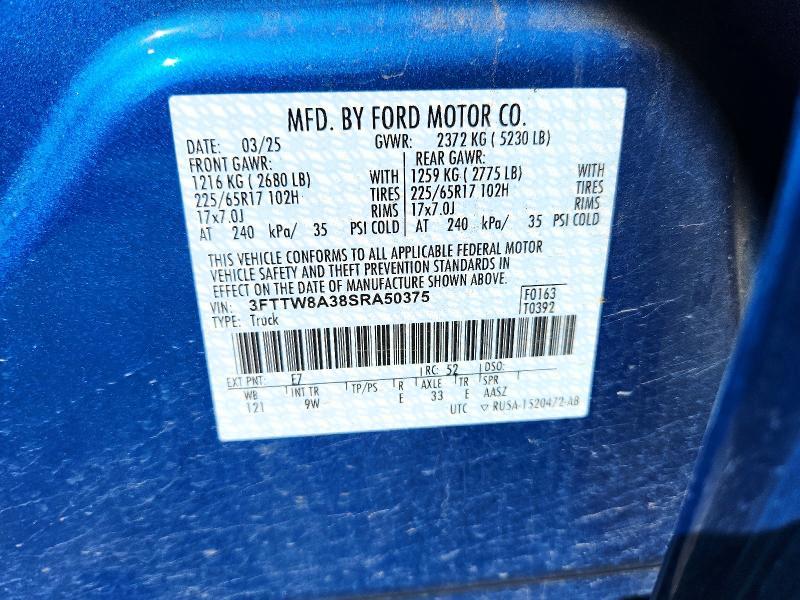 MFD. BY FORD MOTOR CO.
DATE: 03/25 GVWR: 2372 KG ( 5230 LB)
FRONT GAWR: REAR GAWR:
1216 KG ( 2680 LB) WITH 1259 KG ( 2775 LB) WITH
225/65R17 102H TIRES 225/65R17 102H TIRES
17x7.0J RIMS 17x7.0J RIMS
AT 240 kPa/ 35 PSI COLD AT 240 kPa/ 35 PSI COLD
THIS VEHICLE CONFORMS TO ALL APPLICABLE FEDERAL MOTOR
VEHICLE SAFETY AND THEFT PREVENTION STANDARDS IN
EFFECT ON THE DATE OF MANUFACTURE SHOWN ABOVE.
VIN: 3FTTW8A38SRA50375 F0163
TYPE: Truck T0392
EXT PNT: E7 RC: 52 DSO:
WB INT TR TP/PS R AXLE TR SPR
121 9W E 33 E AASZ
UTC ▽ RUSA-1520472-AB